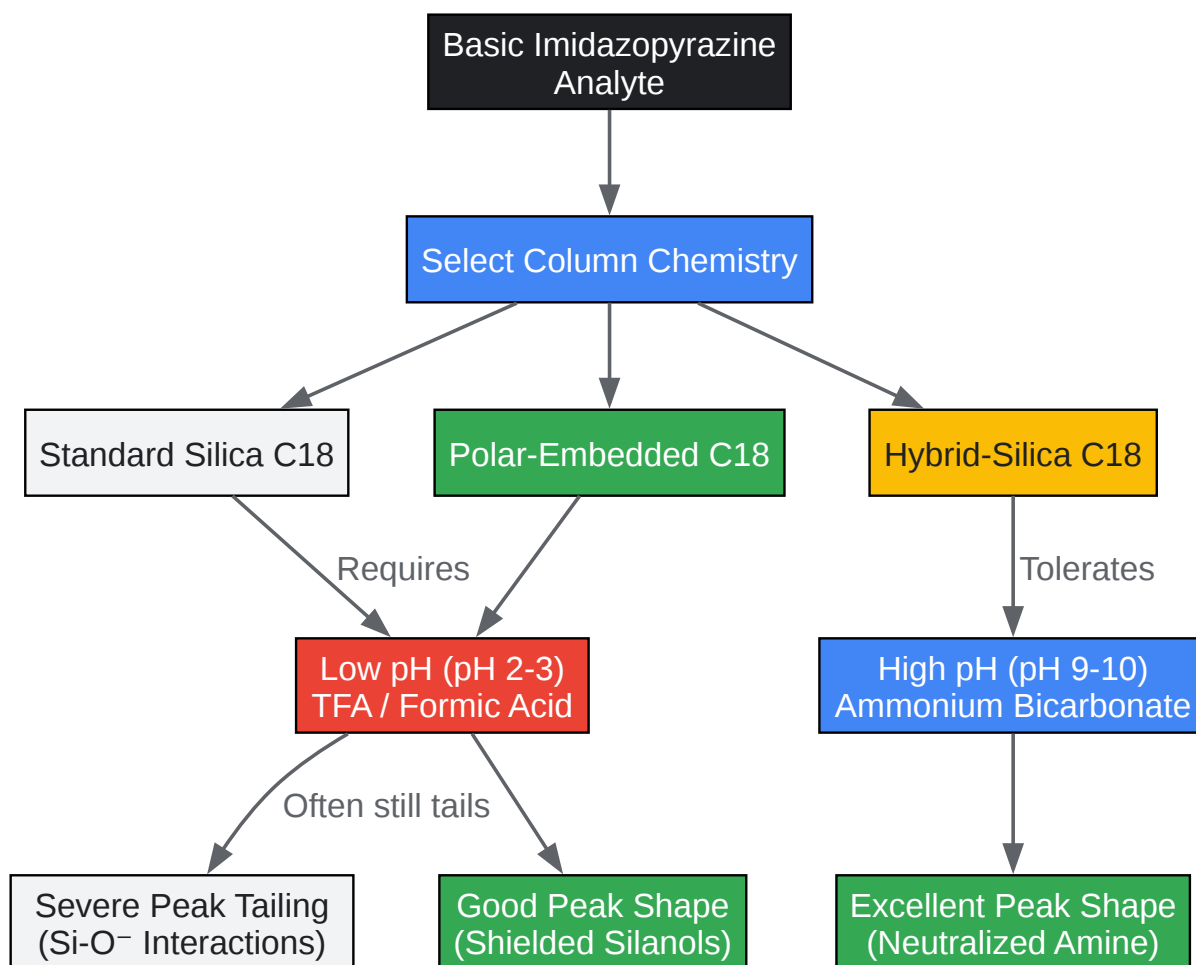 Basic Imidazopyrazine
Analyte
Select Column Chemistry
Standard Silica C18
Polar-Embedded C18
Hybrid-Silica C18
Requires
Tolerates
Low pH (pH 2-3)
TFA / Formic Acid
High pH (pH 9-10)
Ammonium Bicarbonate
Often still tails
Severe Peak Tailing
(Si-O⁻ Interactions)
Good Peak Shape
(Shielded Silanols)
Excellent Peak Shape
(Neutralized Amine)